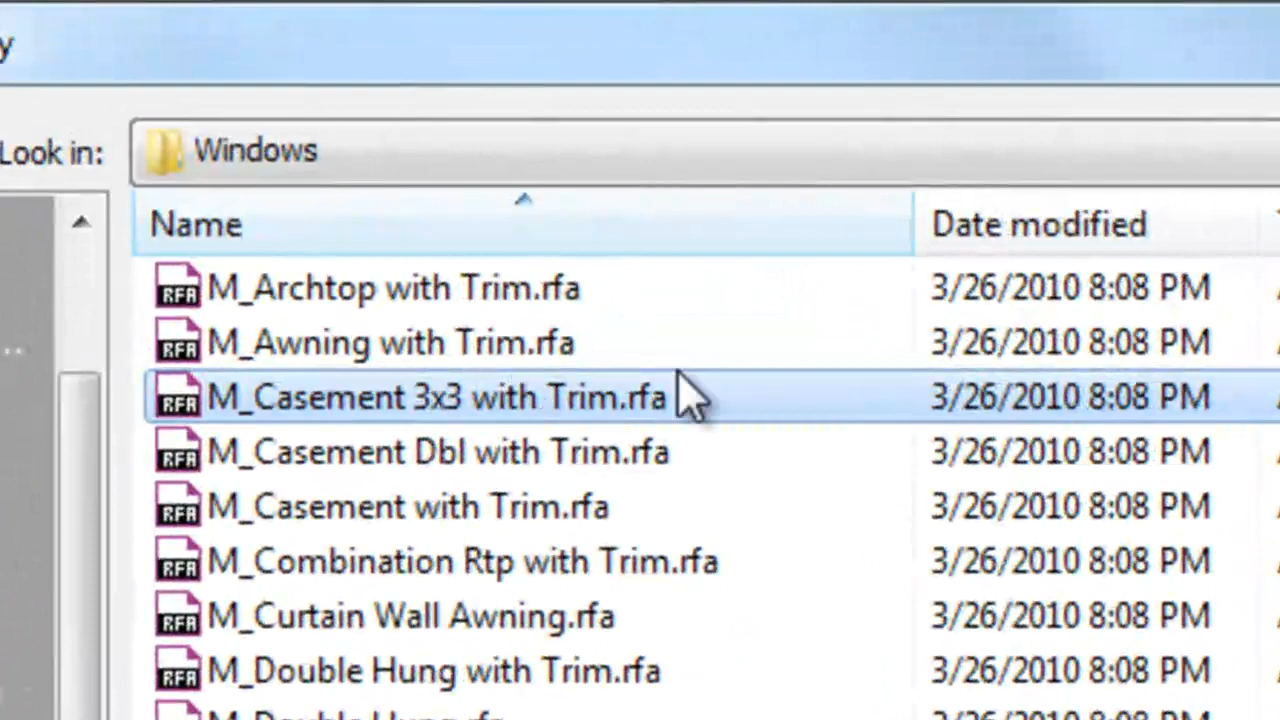 y
Look in: Windows
Name Date modified
M_Archtop with Trim.rfa 3/26/2010 8:08 PM
M_Awning with Trim.rfa 3/26/2010 8:08 PM
M_Casement 3x3 with Trim.rfa 3/26/2010 8:08 PM
M_Casement Dbl with Trim.rfa 3/26/2010 8:08 PM
M_Casement with Trim.rfa 3/26/2010 8:08 PM
M_Combination Rtp with Trim.rfa 3/26/2010 8:08 PM
M_Curtain Wall Awning.rfa 3/26/2010 8:08 PM
M_Double Hung with Trim.rfa 3/26/2010 8:08 PM
M_Double Hung.rfa